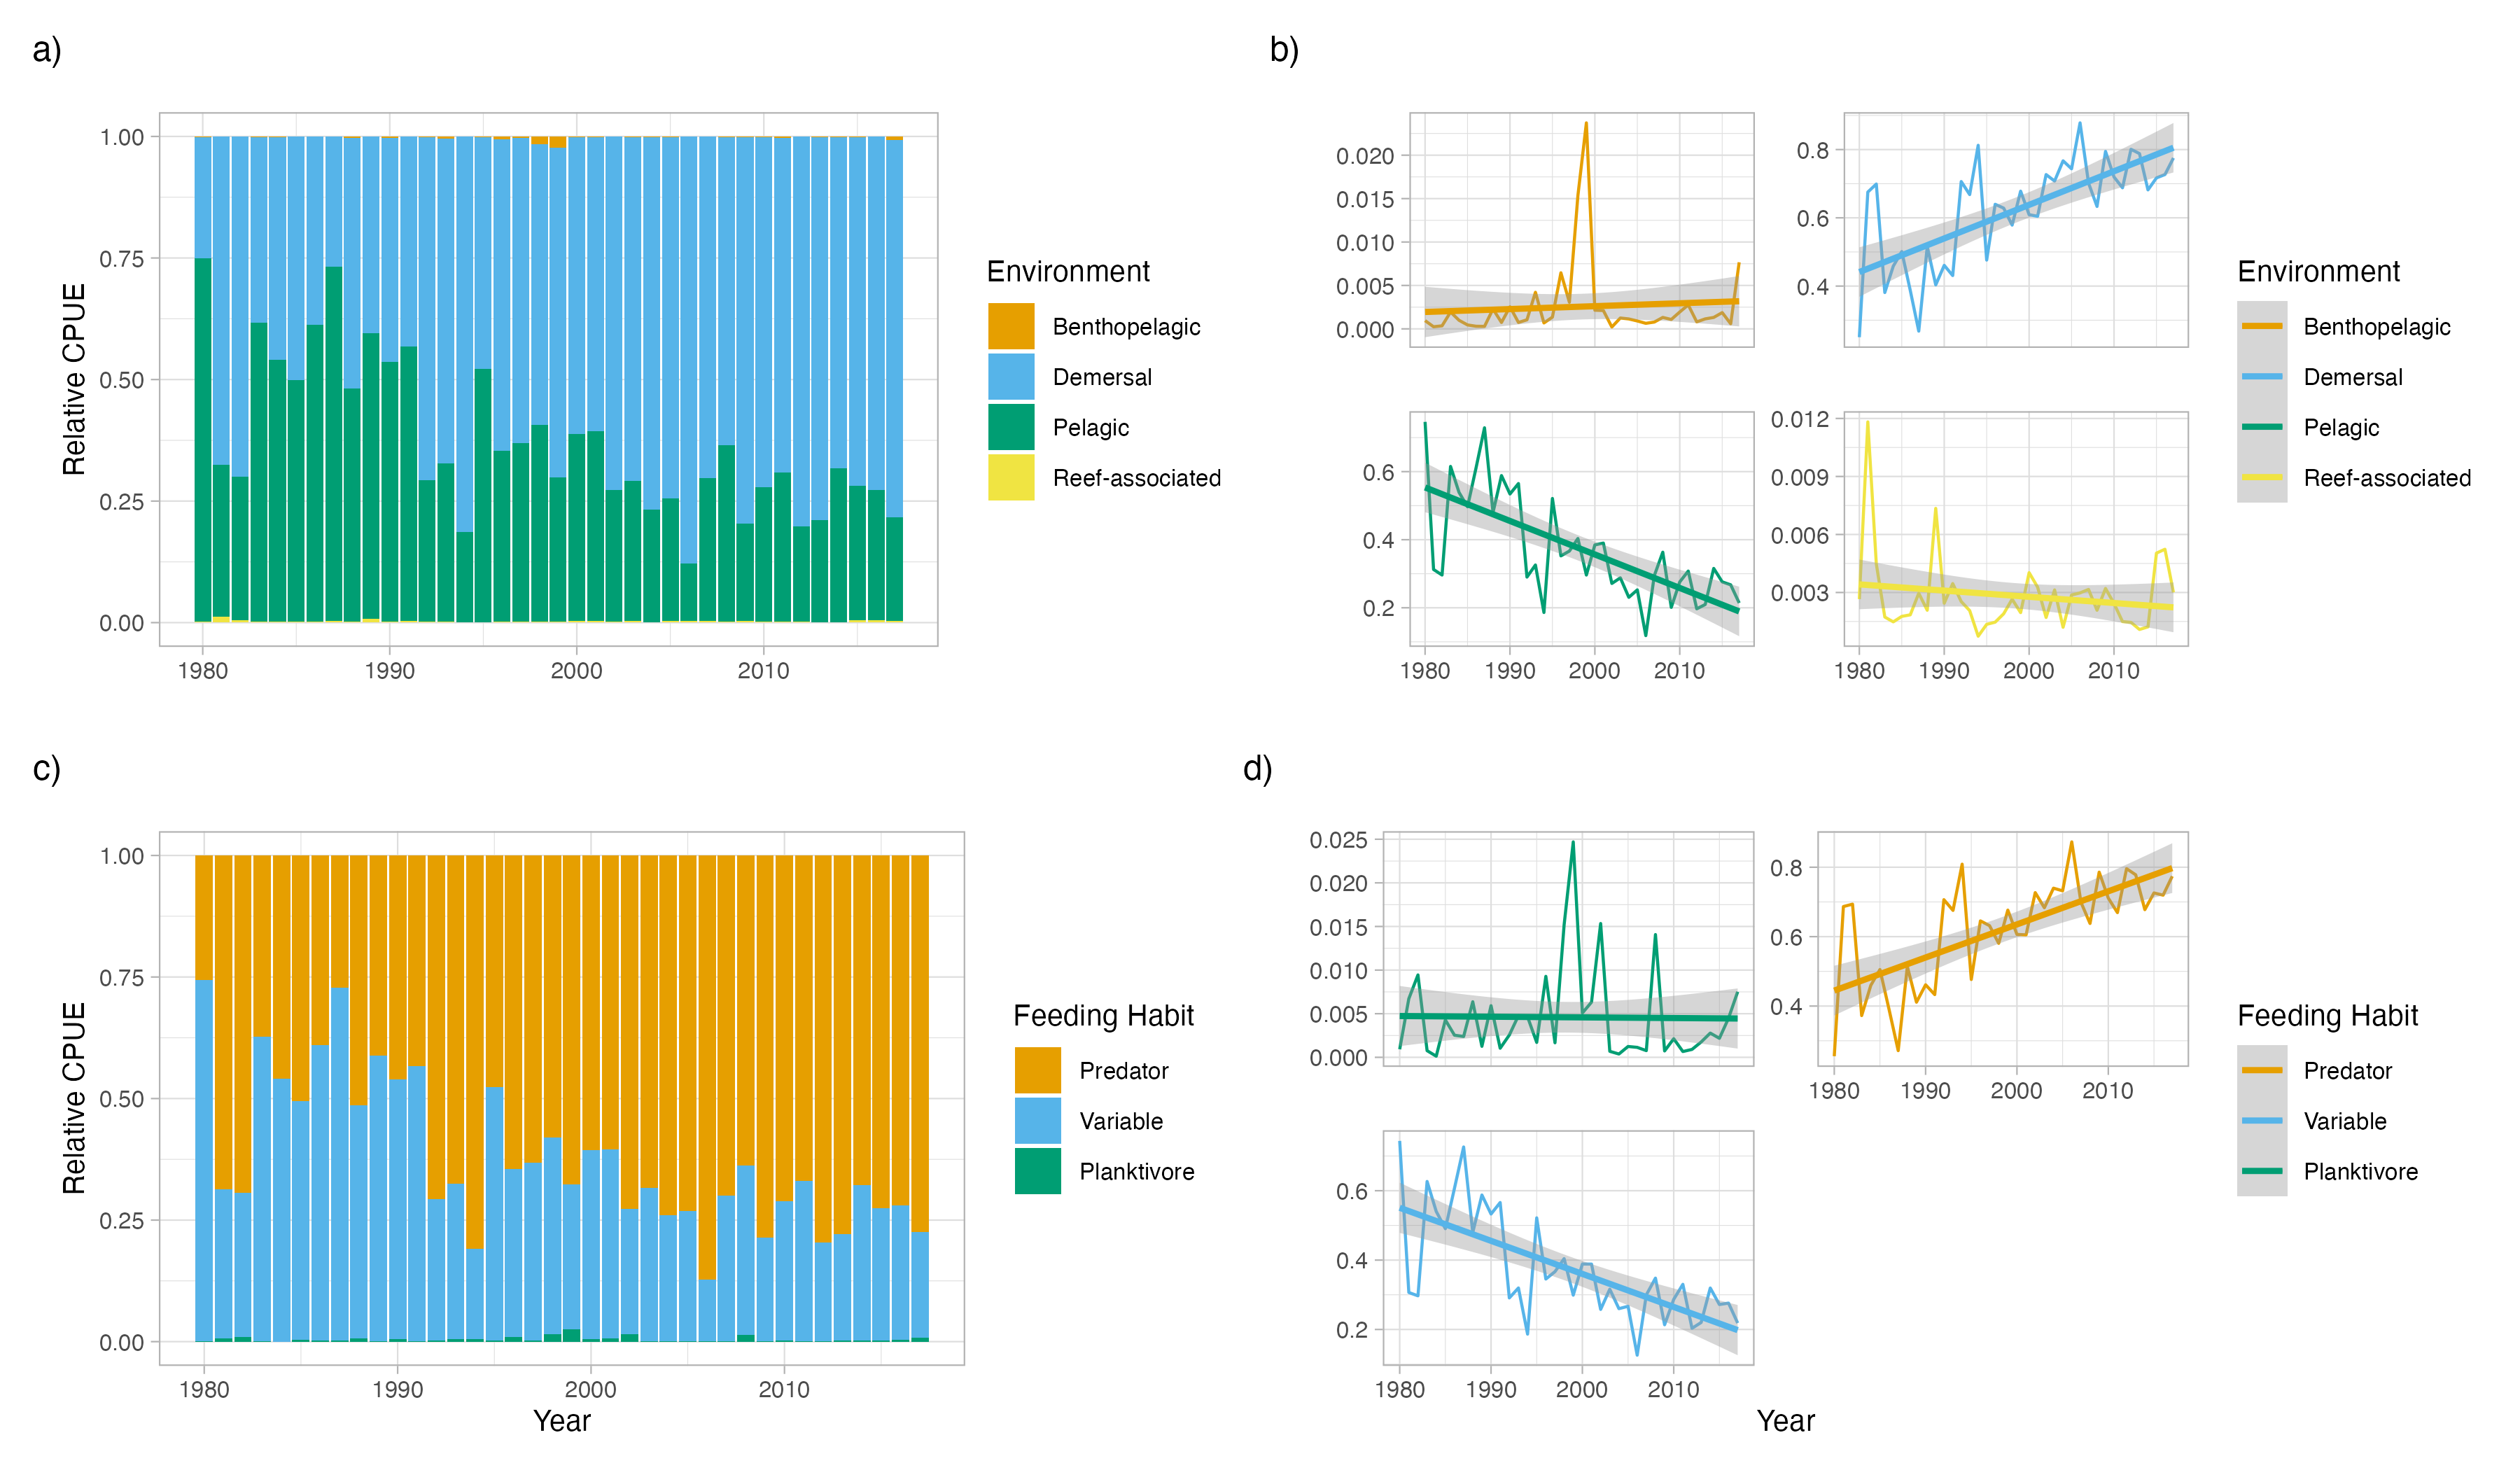 a)
1.00
0.75
0.50
0.25
0.00
Relative CPUE
1980 1990 2000 2010
Environment
Benthopelagic
Demersal
Pelagic
Reef-associated
b)
0.020
0.015
0.010
0.005
0.000
0.8
0.6
0.4
0.6
0.4
0.2
1980 1990 2000 2010
0.012
0.009
0.006
0.003
1980 1990 2000 2010
Environment
Benthopelagic
Demersal
Pelagic
Reef-associated
c)
1.00
0.75
0.50
0.25
0.00
Relative CPUE
1980 1990 2000 2010
Year
Feeding Habit
Predator
Variable
Planktivore
d)
0.025
0.020
0.015
0.010
0.005
0.000
0.8
0.6
0.4
1980 1990 2000 2010
0.6
0.4
0.2
1980 1990 2000 2010
Year
Feeding Habit
Predator
Variable
Planktivore